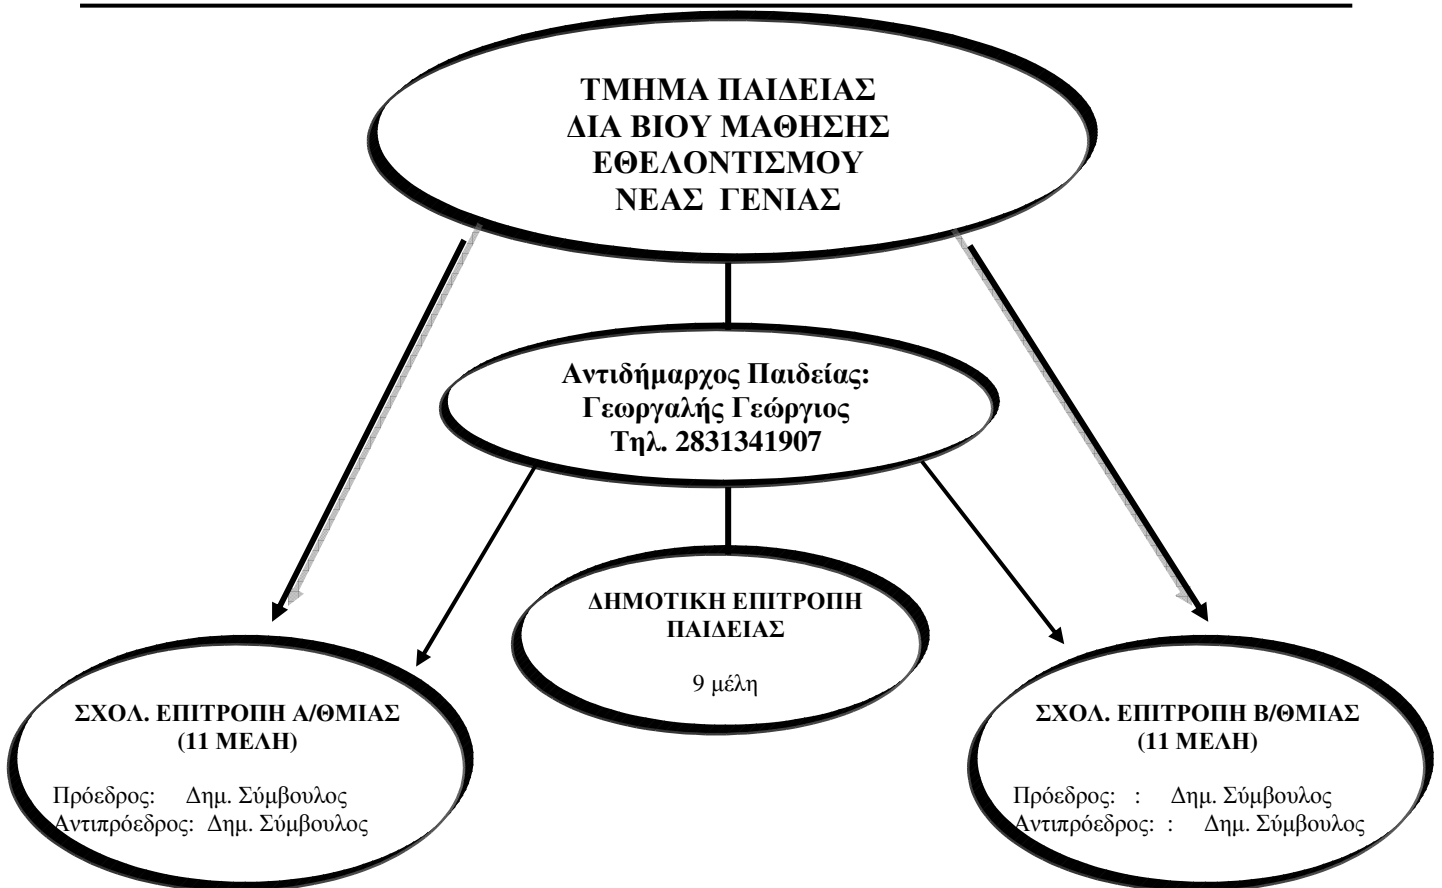 ΤΜΗΜΑ ΠΑΙΔΕΙΑΣ
ΔΙΑ ΒΙΟΥ ΜΑΘΗΣΗΣ
ΕΘΕΛΟΝΤΙΣΜΟΥ
ΝΕΑΣ ΓΕΝΙΑΣ
Αντιδήμαρχος Παιδείας:
Γεωργαλής Γεώργιος
Τηλ. 2831341907
ΔΗΜΟΤΙΚΗ ΕΠΙΤΡΟΠΗ
ΠΑΙΔΕΙΑΣ
9 μέλη
ΣΧΟΛ. ΕΠΙΤΡΟΠΗ Α/ΘΜΙΑΣ
(11 ΜΕΛΗ)
Πρόεδρος: Δημ. Σύμβουλος
Αντιπρόεδρος: Δημ. Σύμβουλος
ΣΧΟΛ. ΕΠΙΤΡΟΠΗ Β/ΘΜΙΑΣ
(11 ΜΕΛΗ)
Πρόεδρος: : Δημ. Σύμβουλος
Αντιπρόεδρος: : Δημ. Σύμβουλος